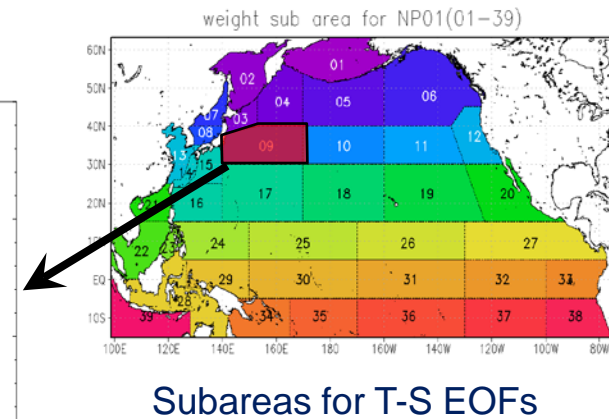 weight sub area for NP01(01-39)
60N
50N
40N
30N
20N
EQ
10S
02 01
07 03 04 05 06
08
09 10 11 12
13 15
14
16 17 18 19 20
21
22 23 24 25 26 27
28 29 30 31 32 33
39 34 35 36 37 38
100E 120E 140E 160E 180 160W 140W 120W 100W 80W
Subareas for T-S EOFs